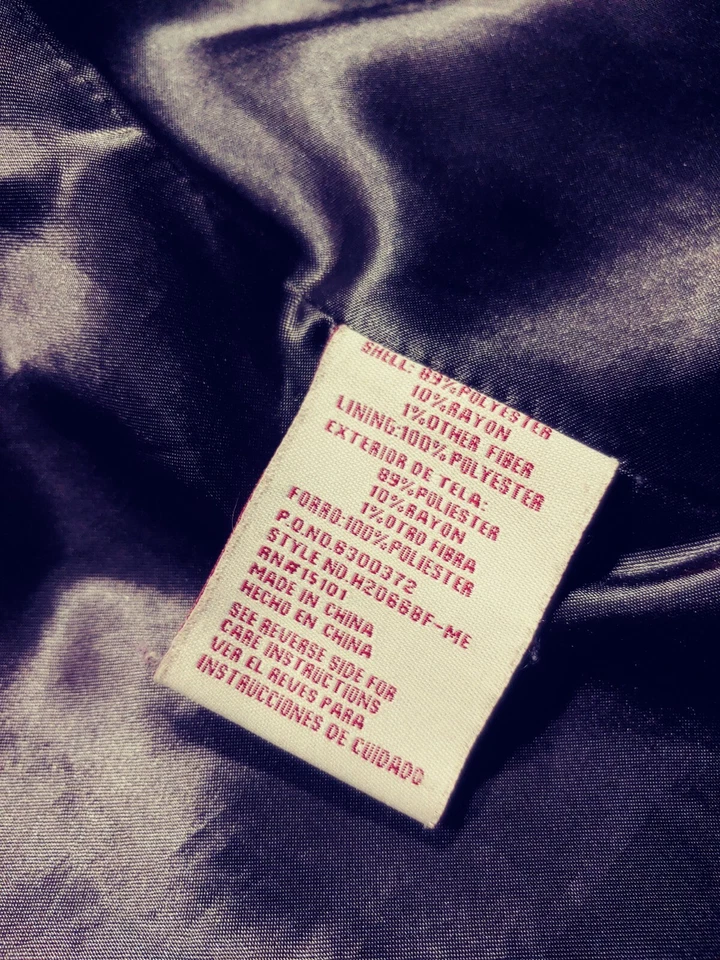 SHELL: 89%POLYESTER
10%RAYON
1%OTHER FIBER
LINING:100%POLYESTER
EXTERIOR DE TELA:
89%POLIESTER
10%RAYON
1%OTRO FIBRA
FORRO:100%POLIESTER
P.O.NO.6300372
STYLE NO.H2066BF-ME
RN#15101
MADE IN CHINA
HECHO EN CHINA
SEE REVERSE SIDE FOR
CARE INSTRUCTIONS
VER EL REVES PARA
INSTRUCCIONES DE CUIDADO